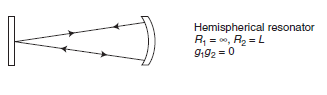 Hemispherical resonator
R₁ = ∞, R₂ = L
g₁g₂ = 0